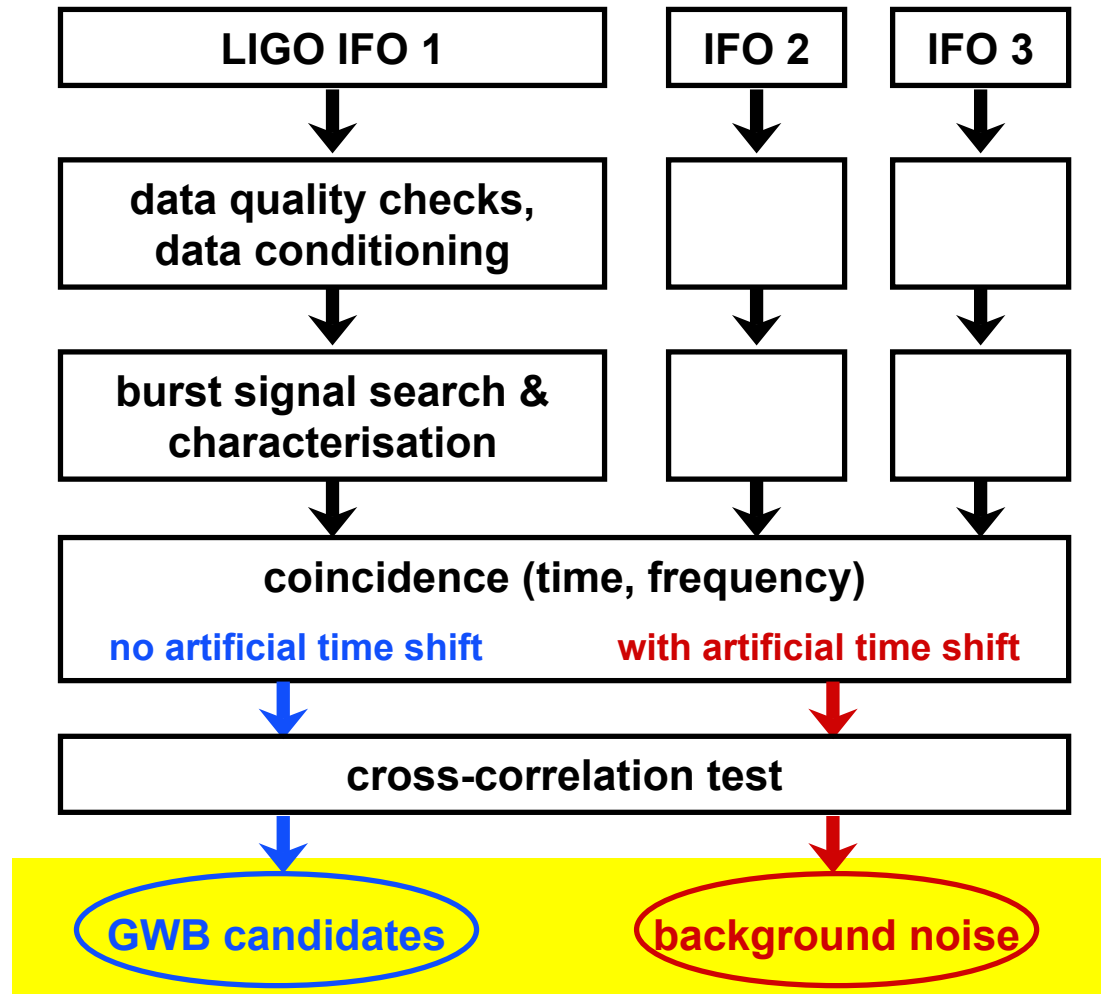 LIGO IFO 1
IFO 2
IFO 3
data quality checks,
data conditioning
burst signal search &
characterisation
coincidence (time, frequency)
no artificial time shift
with artificial time shift
cross-correlation test
GWB candidates
background noise